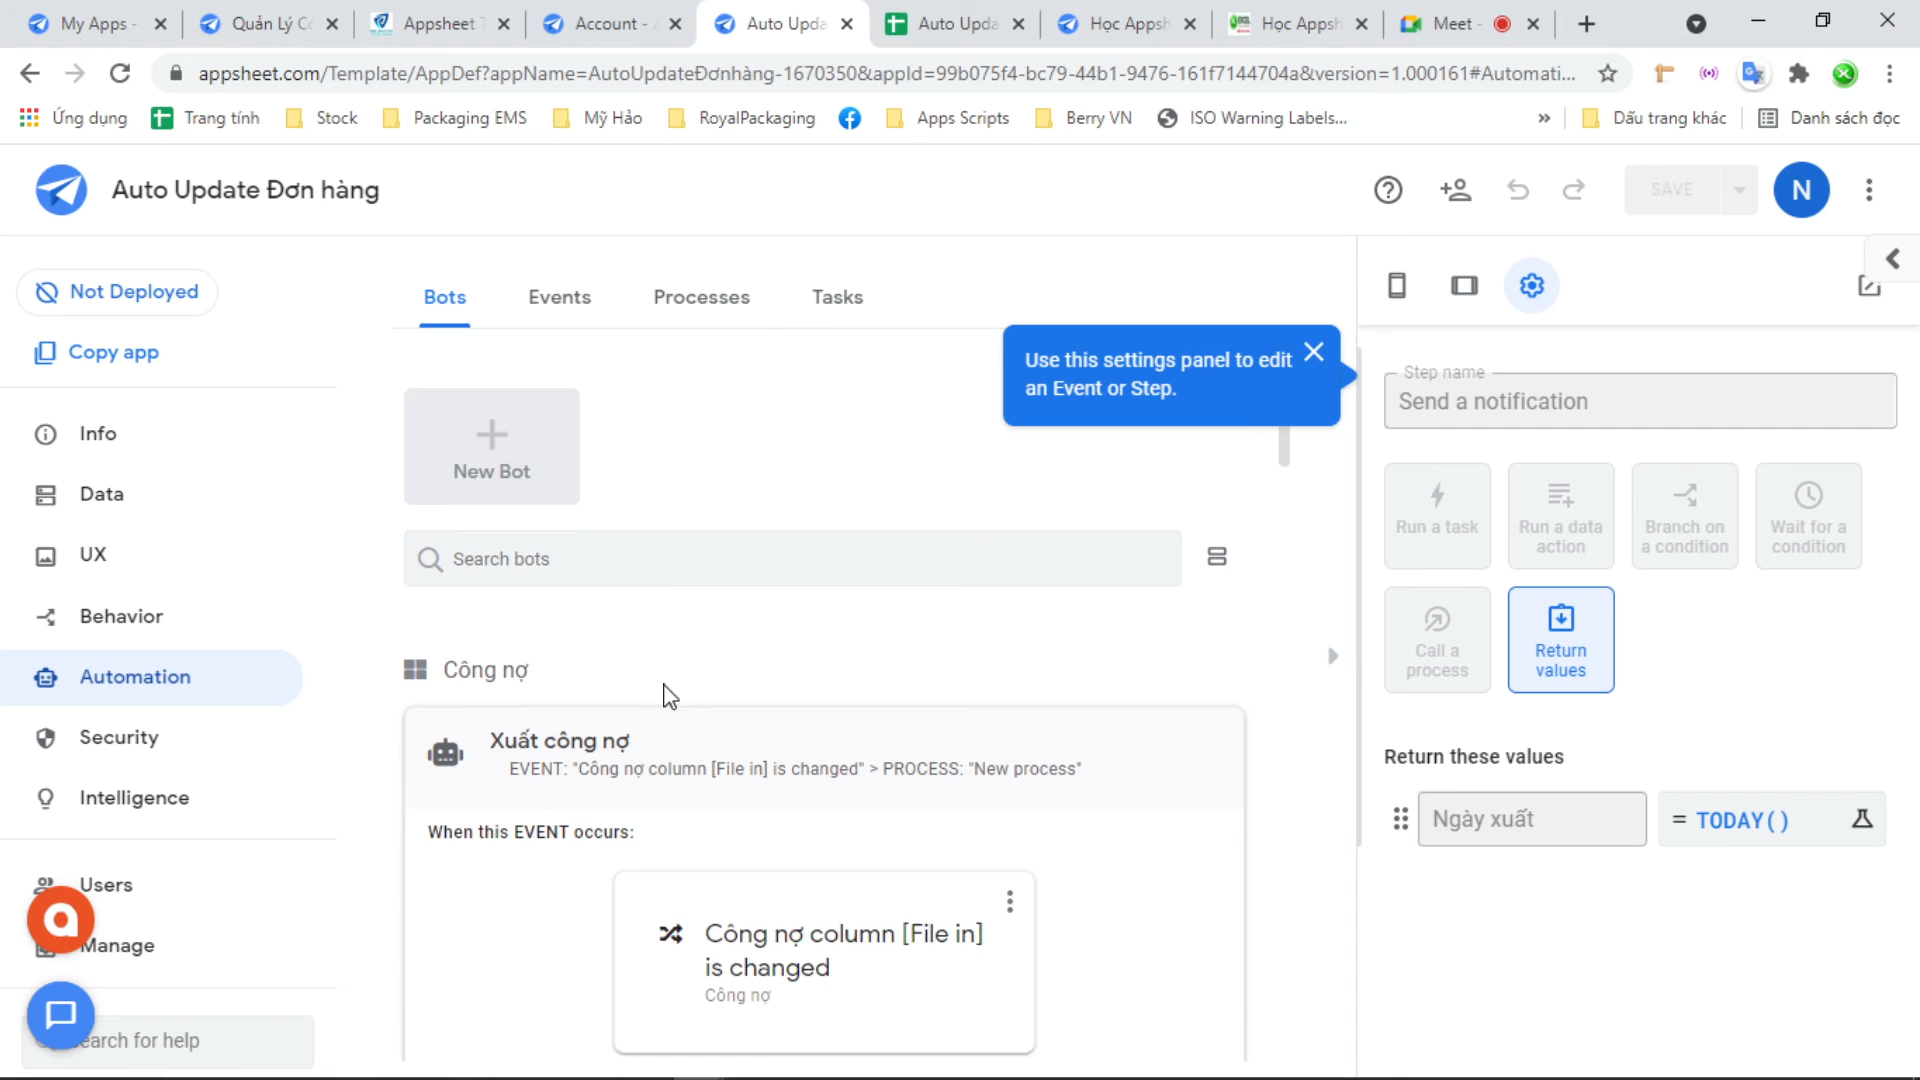 My Apps -
Quản Lý Cô
Appsheet T
Account - A
Auto Upda
Auto Upda
Học Appsh
Học Appsh
Meet -
appsheet.com/Template/AppDef?appName=AutoUpdateĐơnhàng-1670350&appId=99b075f4-bc79-44b1-9476-161f7144704a&version=1.000161#Automati...
Ứng dụng
Trang tính
Stock
Packaging EMS
Mỹ Hảo
RoyalPackaging
Apps Scripts
Berry VN
ISO Warning Labels...
»
Dấu trang khác
Danh sách đọc
Auto Update Đơn hàng
SAVE
N
Not Deployed
Copy app
Info
Data
UX
Behavior
Automation
Security
Intelligence
Users
Manage
earch for help
Bots
Events
Processes
Tasks
Use this settings panel to edit
an Event or Step.
New Bot
Search bots
Công nợ
Xuất công nợ
EVENT: "Công nợ column [File in] is changed" > PROCESS: "New process"
When this EVENT occurs:
Công nợ column [File in]
is changed
Công nợ
Step name
Send a notification
Run a task
Run a data
action
Branch on
a condition
Wait for a
condition
Call a
process
Return
values
Return these values
Ngày xuất
= TODAY()